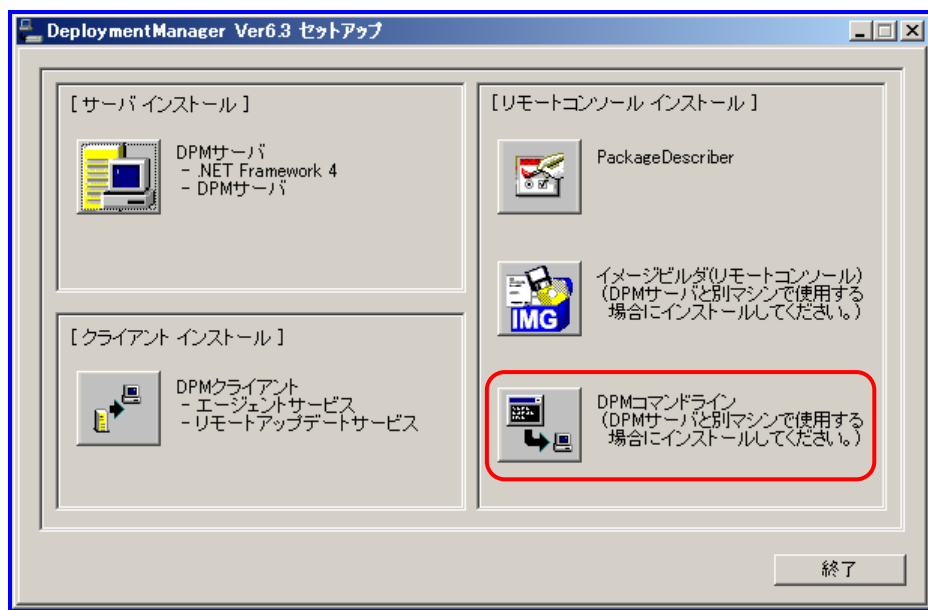 DeploymentManager Ver6.3 セットアップ
[サーバ インストール]
DPMサーバ
- .NET Framework 4
- DPMサーバ
[クライアント インストール]
DPMクライアント
- エージェントサービス
- リモートアップデートサービス
[リモートコンソール インストール]
PackageDescriber
IMG
イメージビルダ(リモートコンソール)
(DPMサーバと別マシンで使用する
場合にインストールしてください。)
DPMコマンドライン
(DPMサーバと別マシンで使用する
場合にインストールしてください。)
終了